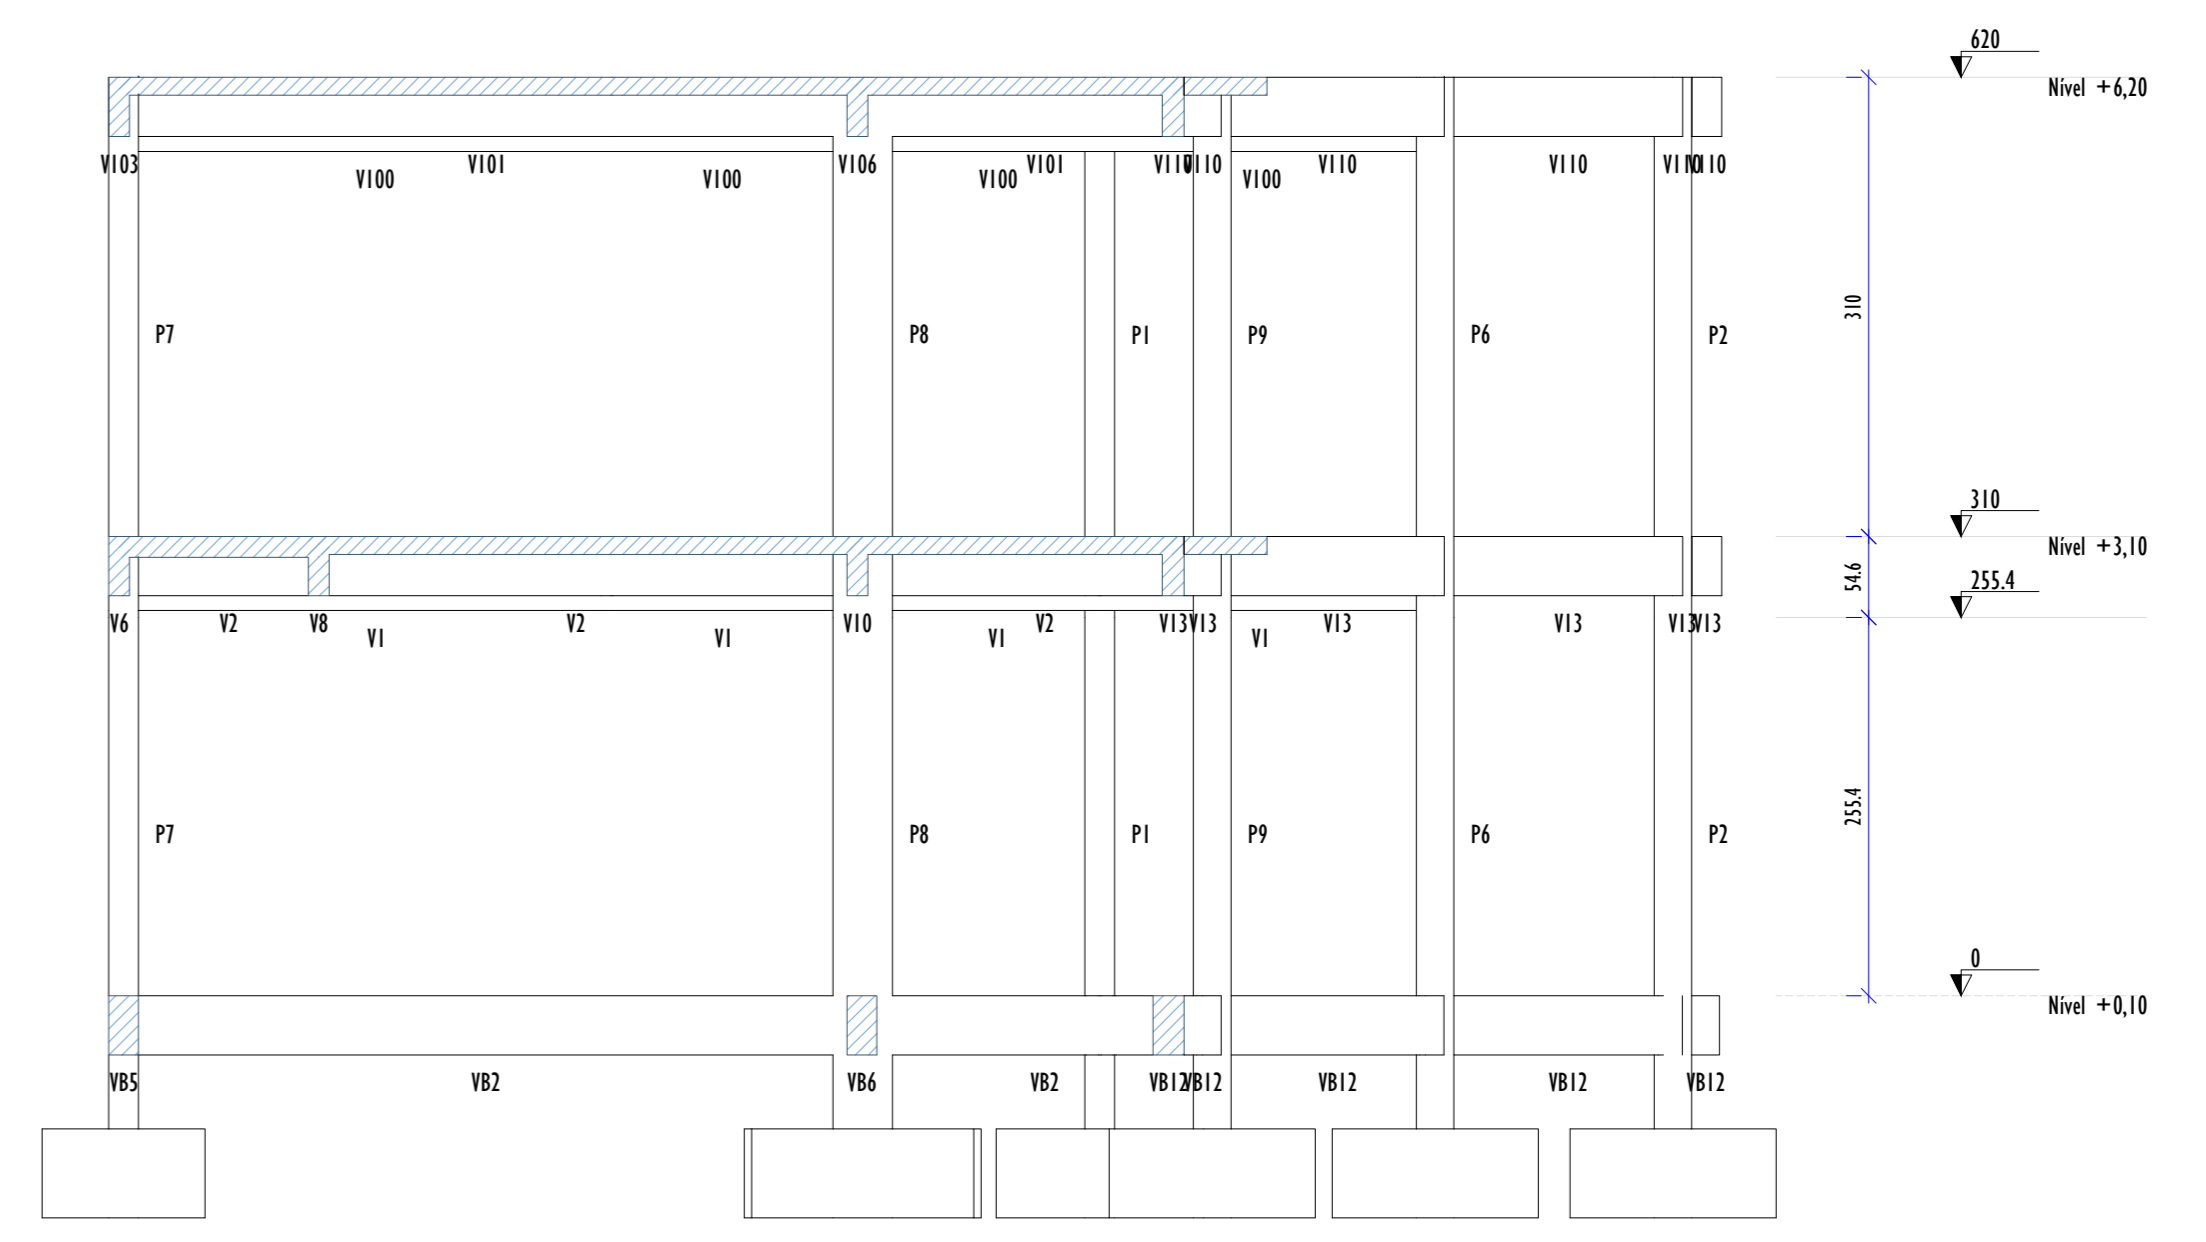 620
Nível +6,20
V103
V101
V106
V101
V110
V110
V110
V110
V110
V110
V100
V100
V100
V100
310
P7
P8
P1
P9
P6
P2
310
Nível +3,10
255.4
54.6
V6
V2
V8
V2
V10
V2
V13
V13
V13
V13
V13
V13
V1
V1
V1
V1
255.4
P7
P8
P1
P9
P6
P2
0
Nível +0,10
VB5
VB2
VB6
VB2
VB12
VB12
VB12
VB12
VB12